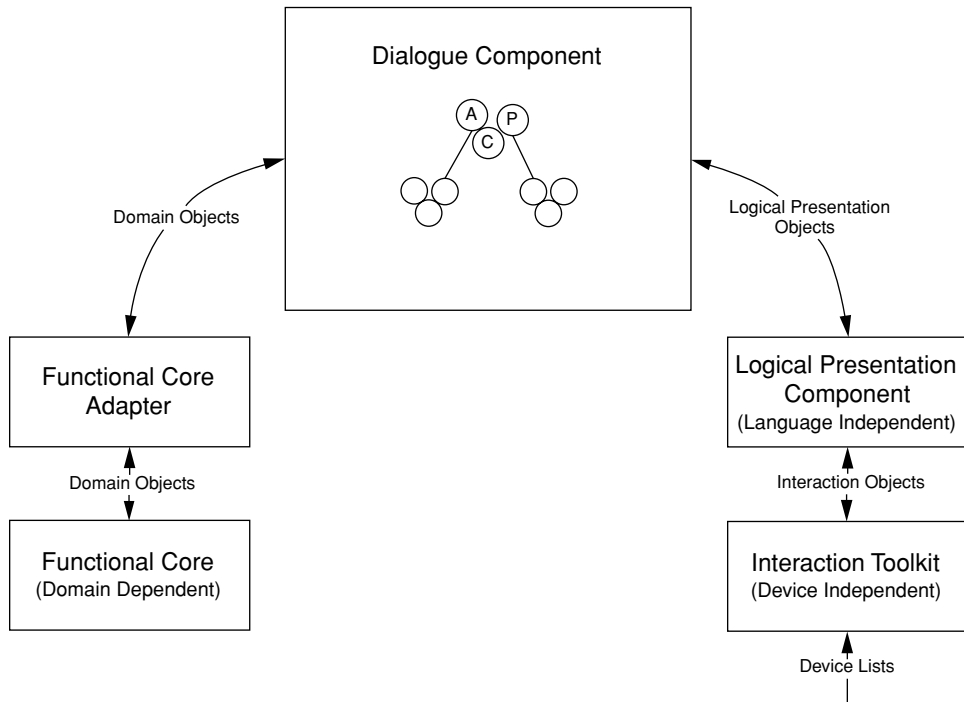 Dialogue Component
A
P
C
Domain Objects
Logical Presentation
Objects
Functional Core
Adapter
Logical Presentation
Component
(Language Independent)
Domain Objects
Interaction Objects
Functional Core
(Domain Dependent)
Interaction Toolkit
(Device Independent)
Device Lists